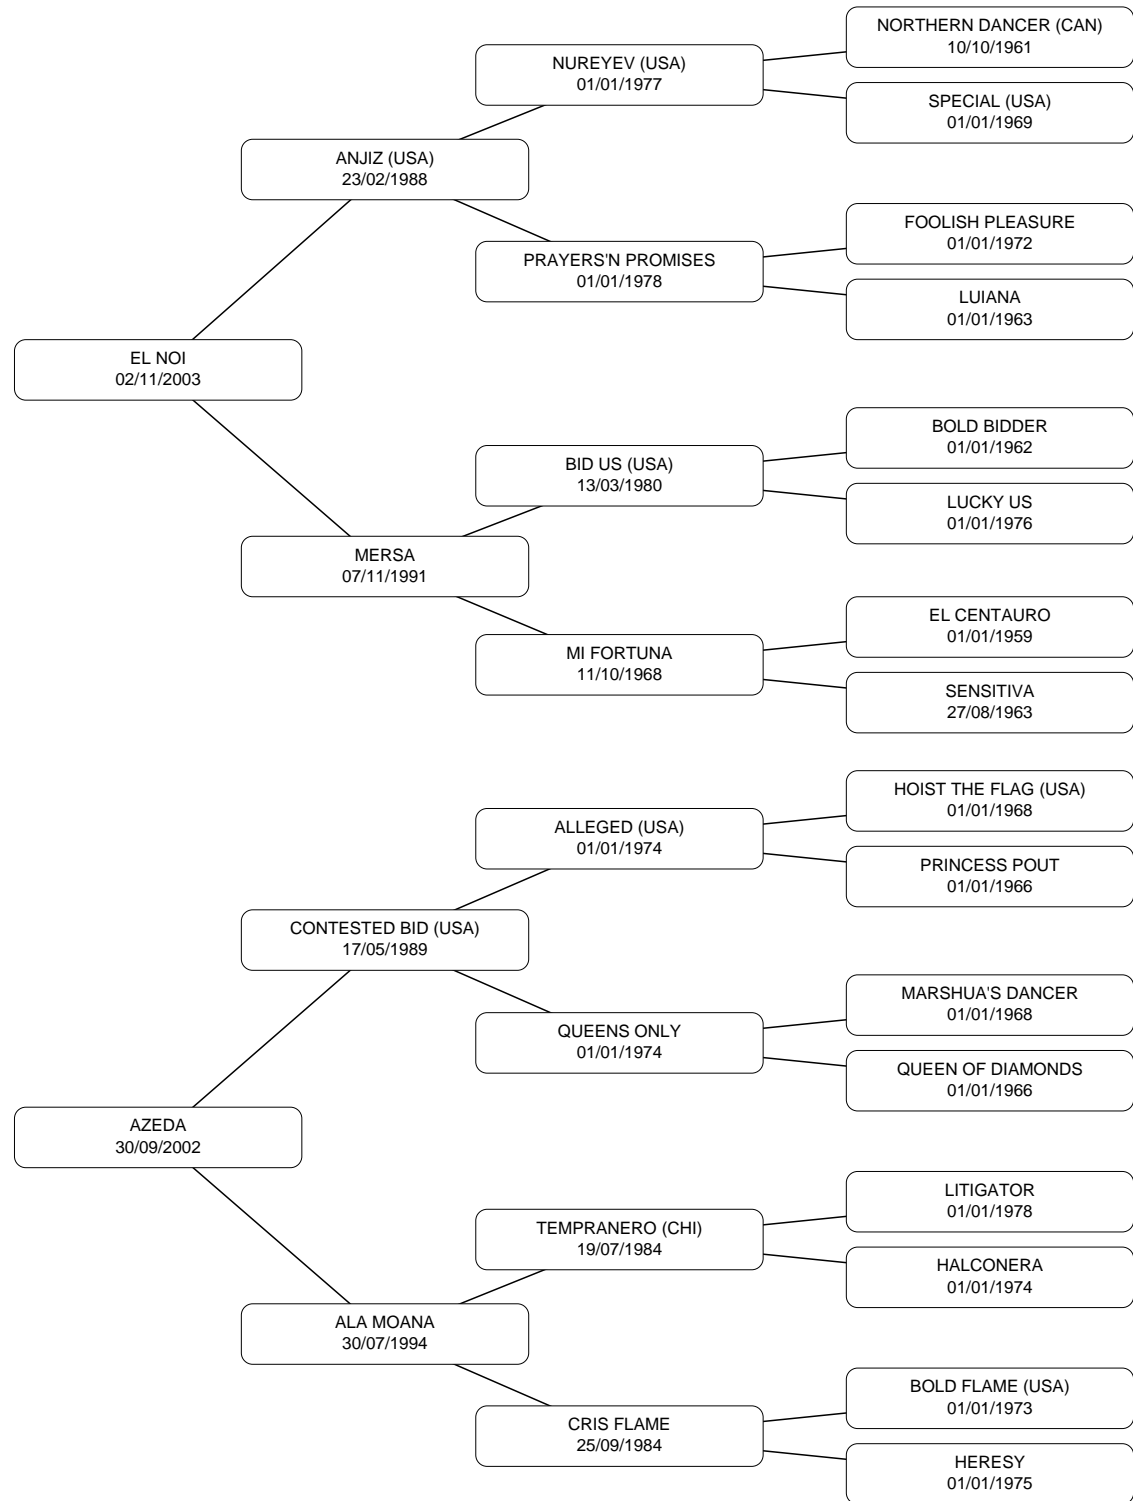 NORTHERN DANCER (CAN)
10/10/1961
NUREYEV (USA)
01/01/1977
SPECIAL (USA)
01/01/1969
ANJIZ (USA)
23/02/1988
FOOLISH PLEASURE
01/01/1972
PRAYERS'N PROMISES
01/01/1978
LUIANA
01/01/1963
EL NOI
02/11/2003
BOLD BIDDER
01/01/1962
BID US (USA)
13/03/1980
LUCKY US
01/01/1976
MERSA
07/11/1991
EL CENTAURO
01/01/1959
MI FORTUNA
11/10/1968
SENSITIVA
27/08/1963
HOIST THE FLAG (USA)
01/01/1968
ALLEGED (USA)
01/01/1974
PRINCESS POUT
01/01/1966
CONTESTED BID (USA)
17/05/1989
MARSHUA'S DANCER
01/01/1968
QUEENS ONLY
01/01/1974
QUEEN OF DIAMONDS
01/01/1966
AZEDA
30/09/2002
LITIGATOR
01/01/1978
TEMPRANERO (CHI)
19/07/1984
HALCONERA
01/01/1974
ALA MOANA
30/07/1994
BOLD FLAME (USA)
01/01/1973
CRIS FLAME
25/09/1984
HERESY
01/01/1975